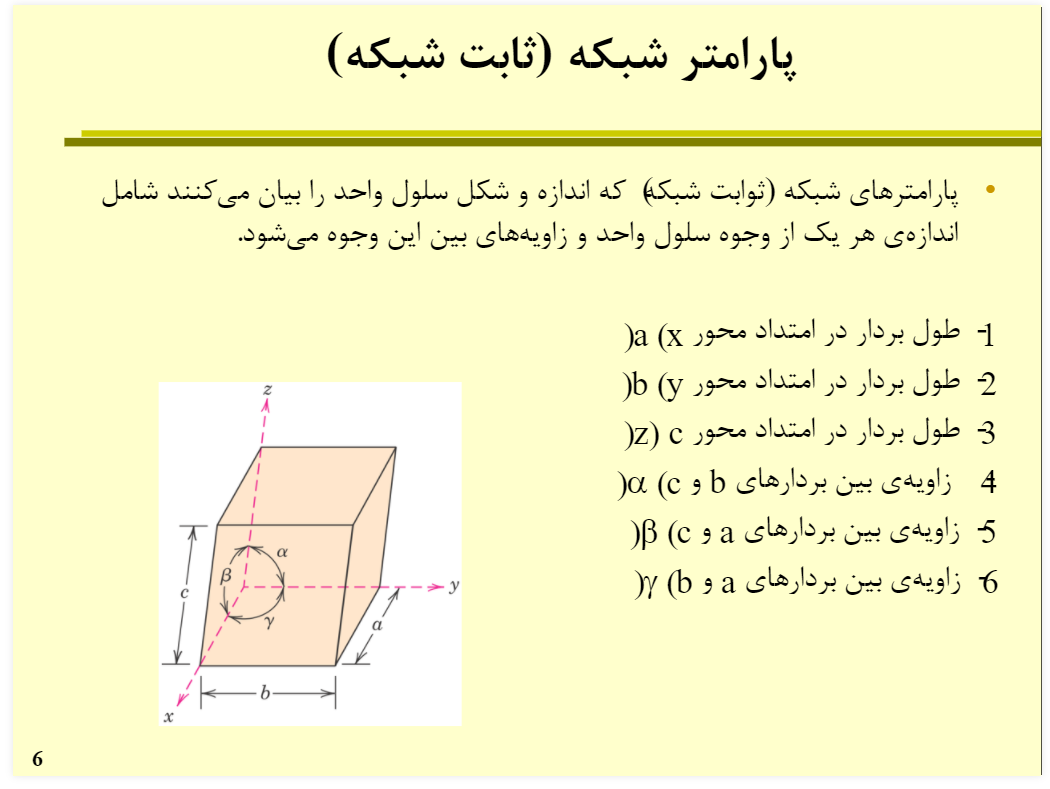 پارامتر شبکه (ثابت شبکه)
• پارامترهای شبکه (ثوابت شبکه) که اندازه و شکل سلول واحد را بیان می‌کنند شامل
اندازه‌ی هر یک از وجوه سلول واحد و زاویه‌های بین این وجوه می‌شود.
1- طول بردار در امتداد محور x) a)
2- طول بردار در امتداد محور y) b)
3- طول بردار در امتداد محور z) c)
4 زاویه‌ی بین بردارهای b و c) α)
5- زاویه‌ی بین بردارهای a و c) β)
6- زاویه‌ی بین بردارهای a و b) γ)
z
α
β
y
c
γ
a
b
x
6